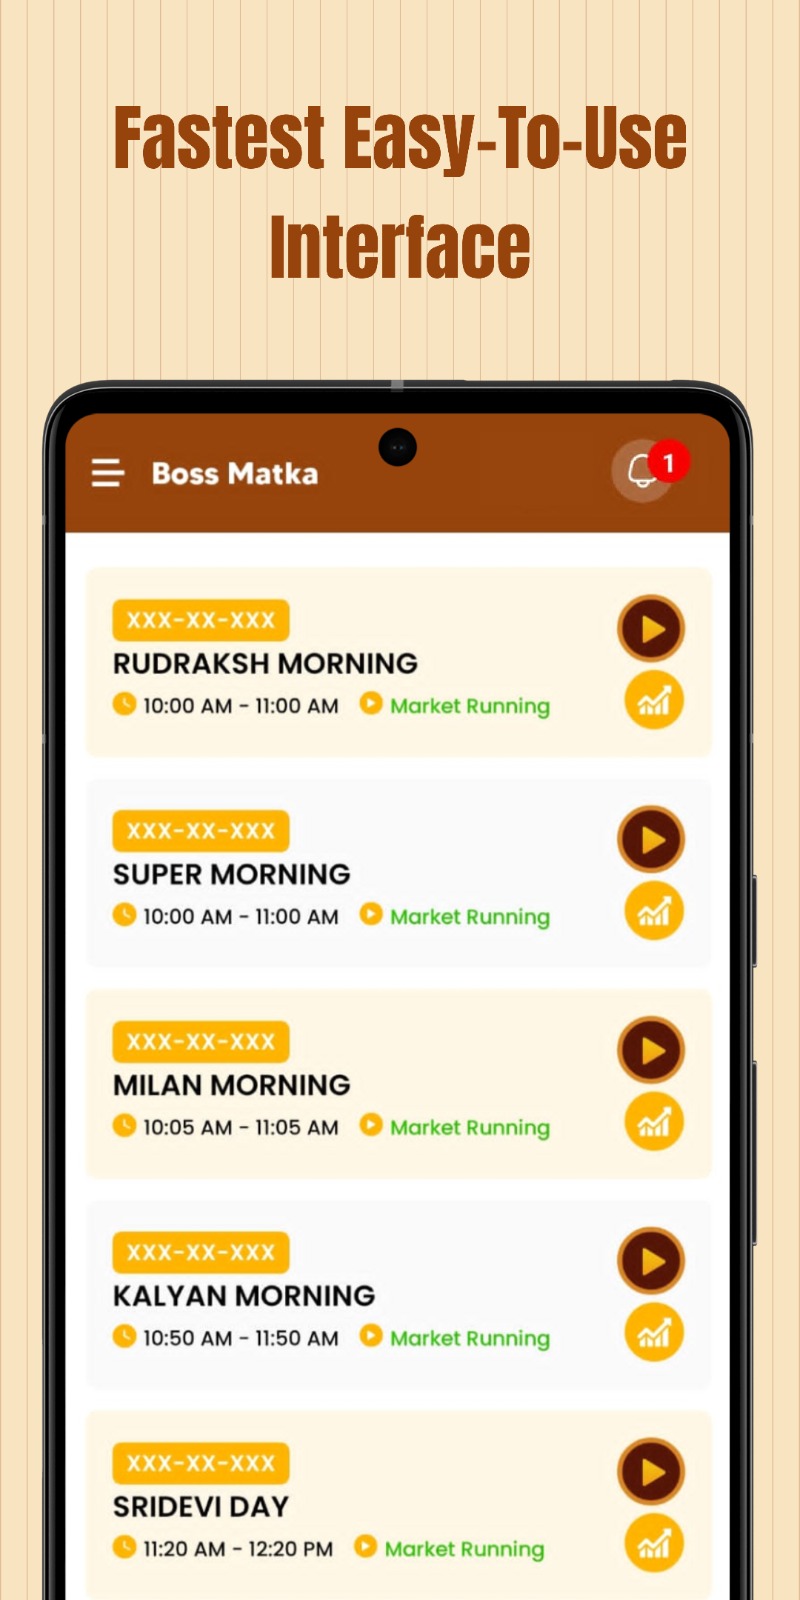 Fastest Easy-To-Use
Interface
Boss Matka
1
XXX-XX-XXX
RUDRAKSH MORNING
10:00 AM - 11:00 AM Market Running
XXX-XX-XXX
SUPER MORNING
10:00 AM - 11:00 AM Market Running
XXX-XX-XXX
MILAN MORNING
10:05 AM - 11:05 AM Market Running
XXX-XX-XXX
KALYAN MORNING
10:50 AM - 11:50 AM Market Running
XXX-XX-XXX
SRIDEVI DAY
11:20 AM - 12:20 PM Market Running